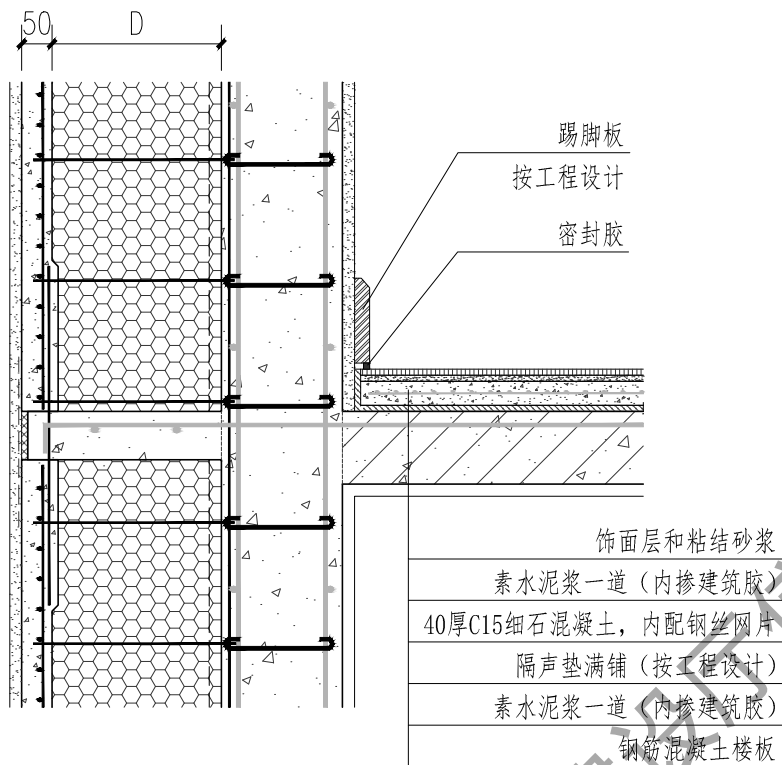 50 D
踢脚板
按工程设计
密封胶
饰面层和粘结砂浆
素水泥浆一道（内掺建筑胶）
40厚C15细石混凝土，内配钢丝网片
隔声垫满铺（按工程设计）
素水泥浆一道（内掺建筑胶）
钢筋混凝土楼板
设厅